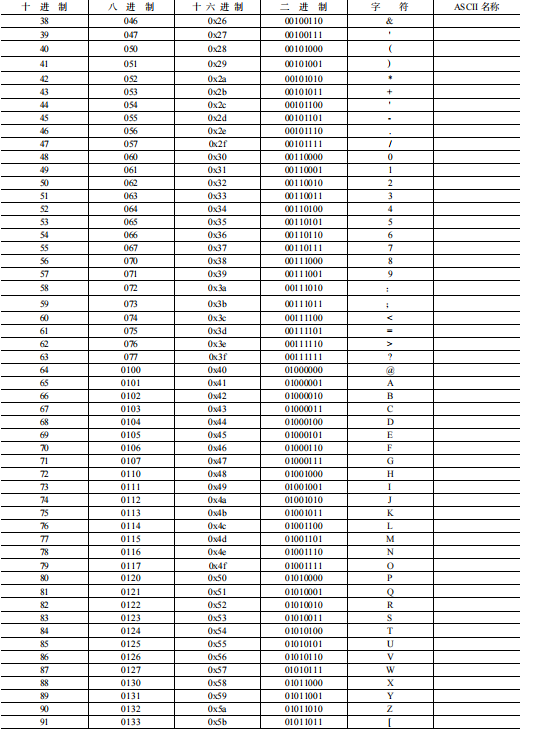 十 进 制 八 进 制 十 六 进 制 二 进 制 字 符 ASCII 名称
38 046 0x26 00100110 &
39 047 0x27 00100111 '
40 050 0x28 00101000 (
41 051 0x29 00101001 )
42 052 0x2a 00101010 *
43 053 0x2b 00101011 +
44 054 0x2c 00101100 '
45 055 0x2d 00101101 -
46 056 0x2e 00101110 .
47 057 0x2f 00101111 /
48 060 0x30 00110000 0
49 061 0x31 00110001 1
50 062 0x32 00110010 2
51 063 0x33 00110011 3
52 064 0x34 00110100 4
53 065 0x35 00110101 5
54 066 0x36 00110110 6
55 067 0x37 00110111 7
56 070 0x38 00111000 8
57 071 0x39 00111001 9
58 072 0x3a 00111010 :
59 073 0x3b 00111011 ;
60 074 0x3c 00111100 <
61 075 0x3d 00111101 =
62 076 0x3e 00111110 >
63 077 0x3f 00111111 ?
64 0100 0x40 01000000 @
65 0101 0x41 01000001 A
66 0102 0x42 01000010 B
67 0103 0x43 01000011 C
68 0104 0x44 01000100 D
69 0105 0x45 01000101 E
70 0106 0x46 01000110 F
71 0107 0x47 01000111 G
72 0110 0x48 01001000 H
73 0111 0x49 01001001 I
74 0112 0x4a 01001010 J
75 0113 0x4b 01001011 K
76 0114 0x4c 01001100 L
77 0115 0x4d 01001101 M
78 0116 0x4e 01001110 N
79 0117 0x4f 01001111 O
80 0120 0x50 01010000 P
81 0121 0x51 01010001 Q
82 0122 0x52 01010010 R
83 0123 0x53 01010011 S
84 0124 0x54 01010100 T
85 0125 0x55 01010101 U
86 0126 0x56 01010110 V
87 0127 0x57 01010111 W
88 0130 0x58 01011000 X
89 0131 0x59 01011001 Y
90 0132 0x5a 01011010 Z
91 0133 0x5b 01011011 [